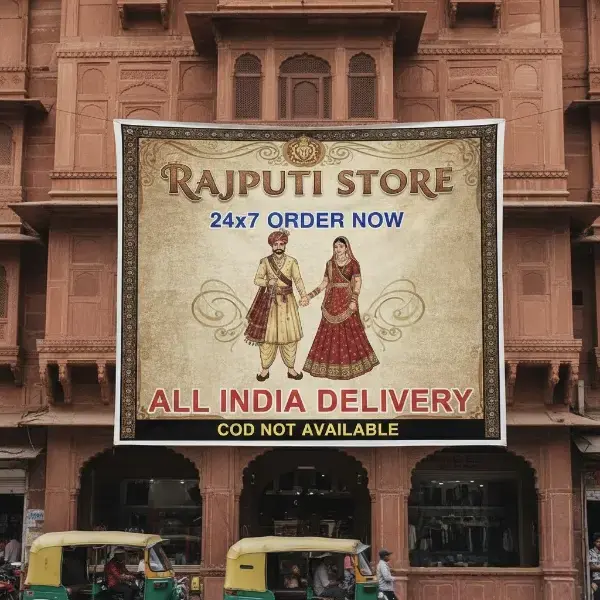 RAJPUTI STORE
24x7 ORDER NOW
ALL INDIA DELIVERY
COD NOT AVAILABLE